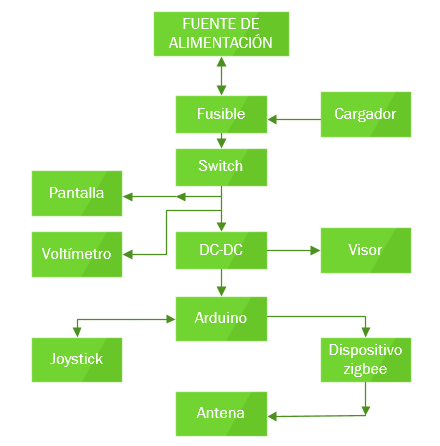 FUENTE DE
ALIMENTACIÓN
Fusible
Cargador
Switch
Pantalla
Voltímetro
DC-DC
Visor
Arduino
Joystick
Dispositivo
zigbee
Antena